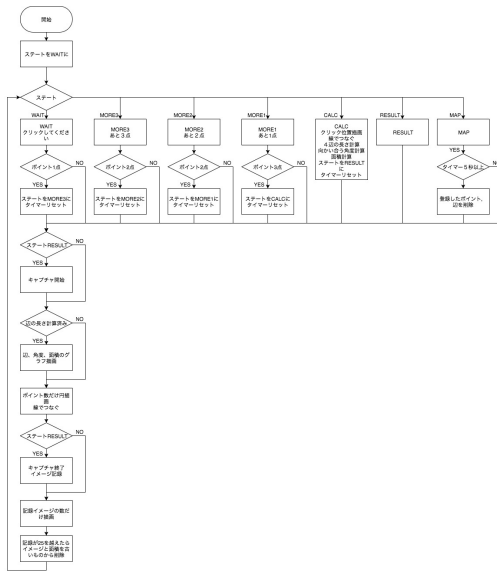 開始
ステートをWAITに
ステート
WAIT
MORE3
MORE2
MORE1
CALC
RESULT
MAP
WAIT
クリックしてくださ
い
MORE3
あと３点
MORE2
あと２点
MORE1
あと1点
CALC
クリック位置描画
線でつなぐ
４辺の長さ計算
向かい合う角度計算
面積計算
ステートをRESULT
に
タイマーリセット
RESULT
MAP
ポイント1点
NO
YES
ポイント2点
NO
YES
ポイント2点
NO
YES
ポイント3点
NO
YES
タイマー５秒以上
NO
YES
ステートをMORE3に
タイマーリセット
ステートをMORE2に
タイマーリセット
ステートをMORE1に
タイマーリセット
ステートをCALCに
タイマーリセット
登録したポイント、
辺を削除
ステートRESULT
NO
YES
キャプチャ開始
辺の長さ計算済み
NO
YES
辺、角度、面積のグ
ラフ描画
ポイント数だけ円描
画
線でつなぐ
ステートRESULT
NO
YES
キャプチャ終了
イメージ記録
記録イメージの数だ
け描画
記録が25を越えたら
イメージと面積を古
いものから削除